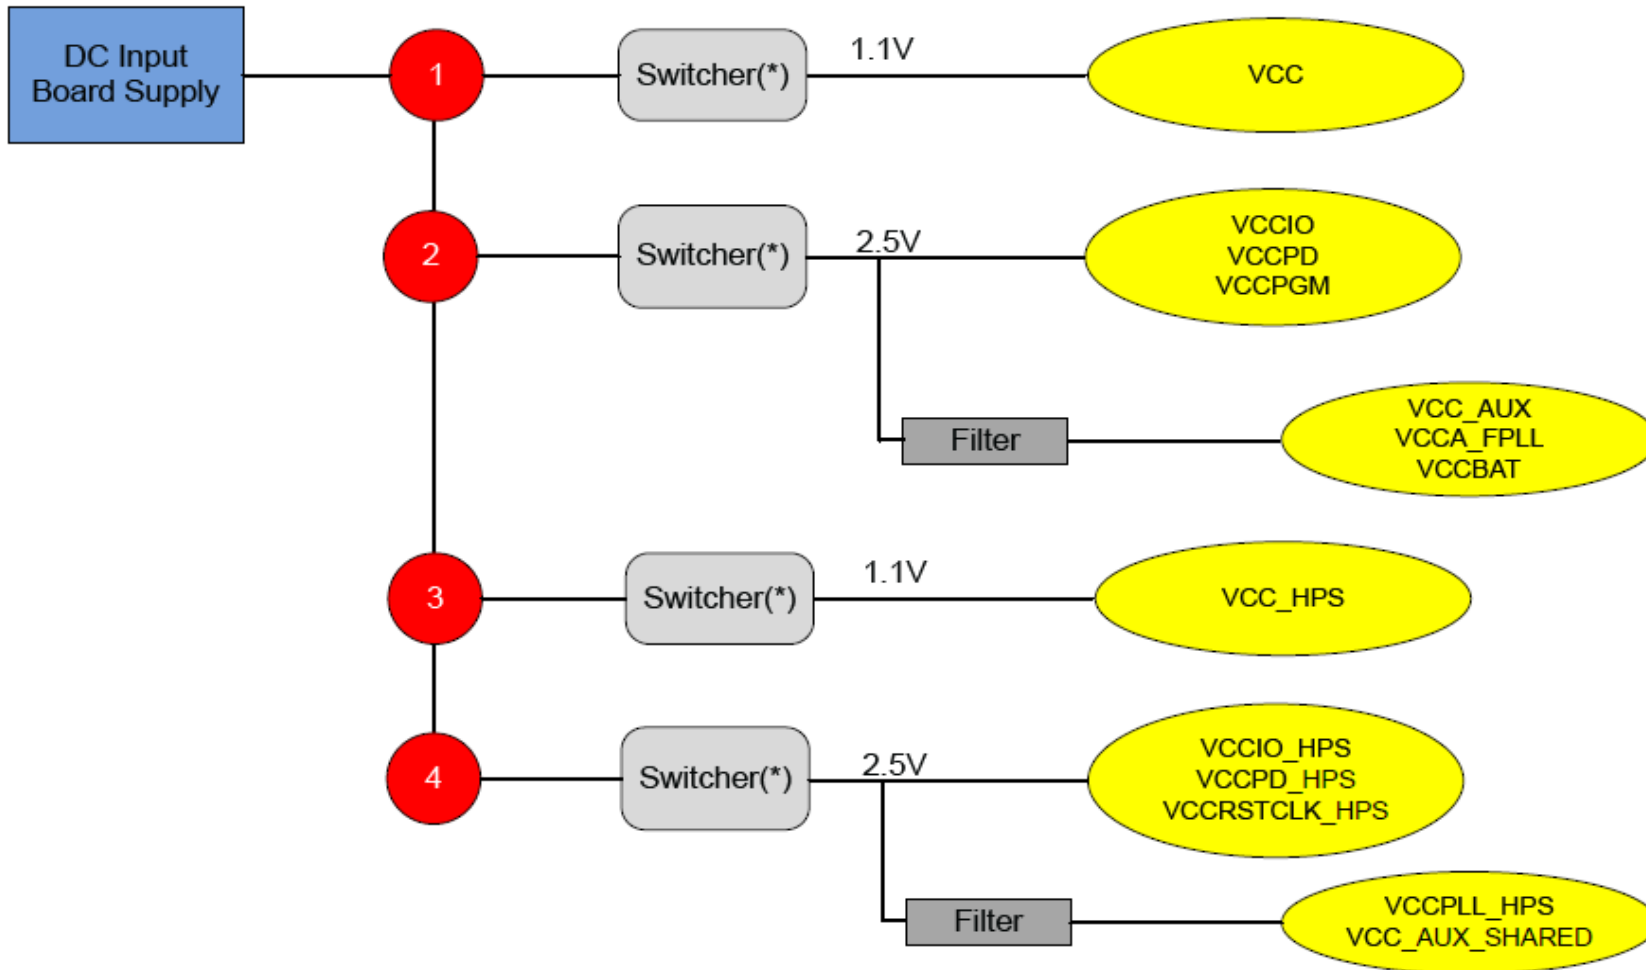 DC Input
Board Supply
1
Switcher(*)
1.1V
VCC
2
Switcher(*)
2.5V
VCCIO
VCCPD
VCCPGM
Filter
VCC_AUX
VCCA_FPLL
VCCBAT
3
Switcher(*)
1.1V
VCC_HPS
4
Switcher(*)
2.5V
VCCIO_HPS
VCCPD_HPS
VCCRSTCLK_HPS
Filter
VCCPLL_HPS
VCC_AUX_SHARED